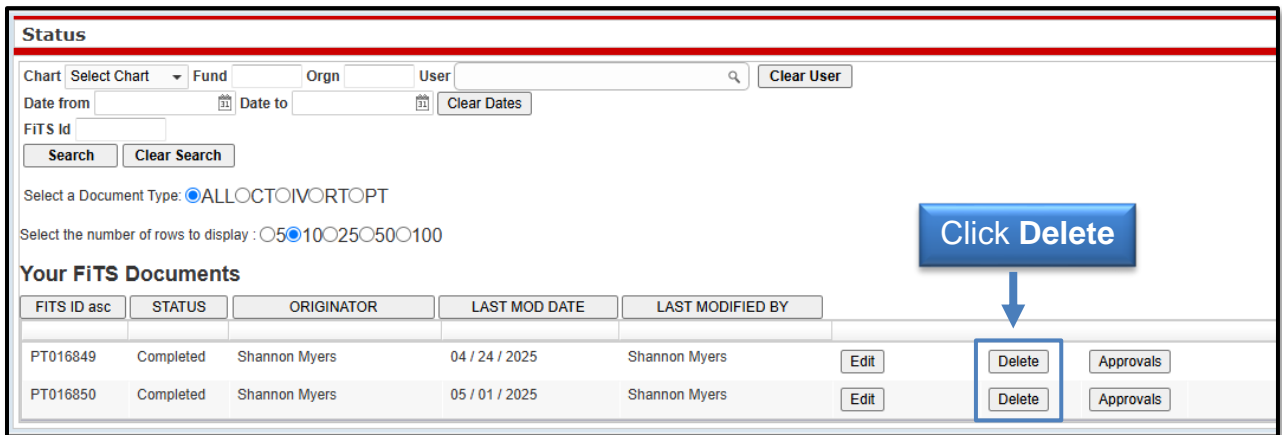 Status
Chart Select Chart Fund Orgn User Clear User
Date from 31 Date to 31 Clear Dates
FiTS Id
Search Clear Search
Select a Document Type: ALL CT IV RT PT
Select the number of rows to display : 5 10 25 50 100
Click Delete
Your FiTS Documents
FITS ID asc STATUS ORIGINATOR LAST MOD DATE LAST MODIFIED BY
PT016849 Completed Shannon Myers 04 / 24 / 2025 Shannon Myers Edit Delete Approvals
PT016850 Completed Shannon Myers 05 / 01 / 2025 Shannon Myers Edit Delete Approvals